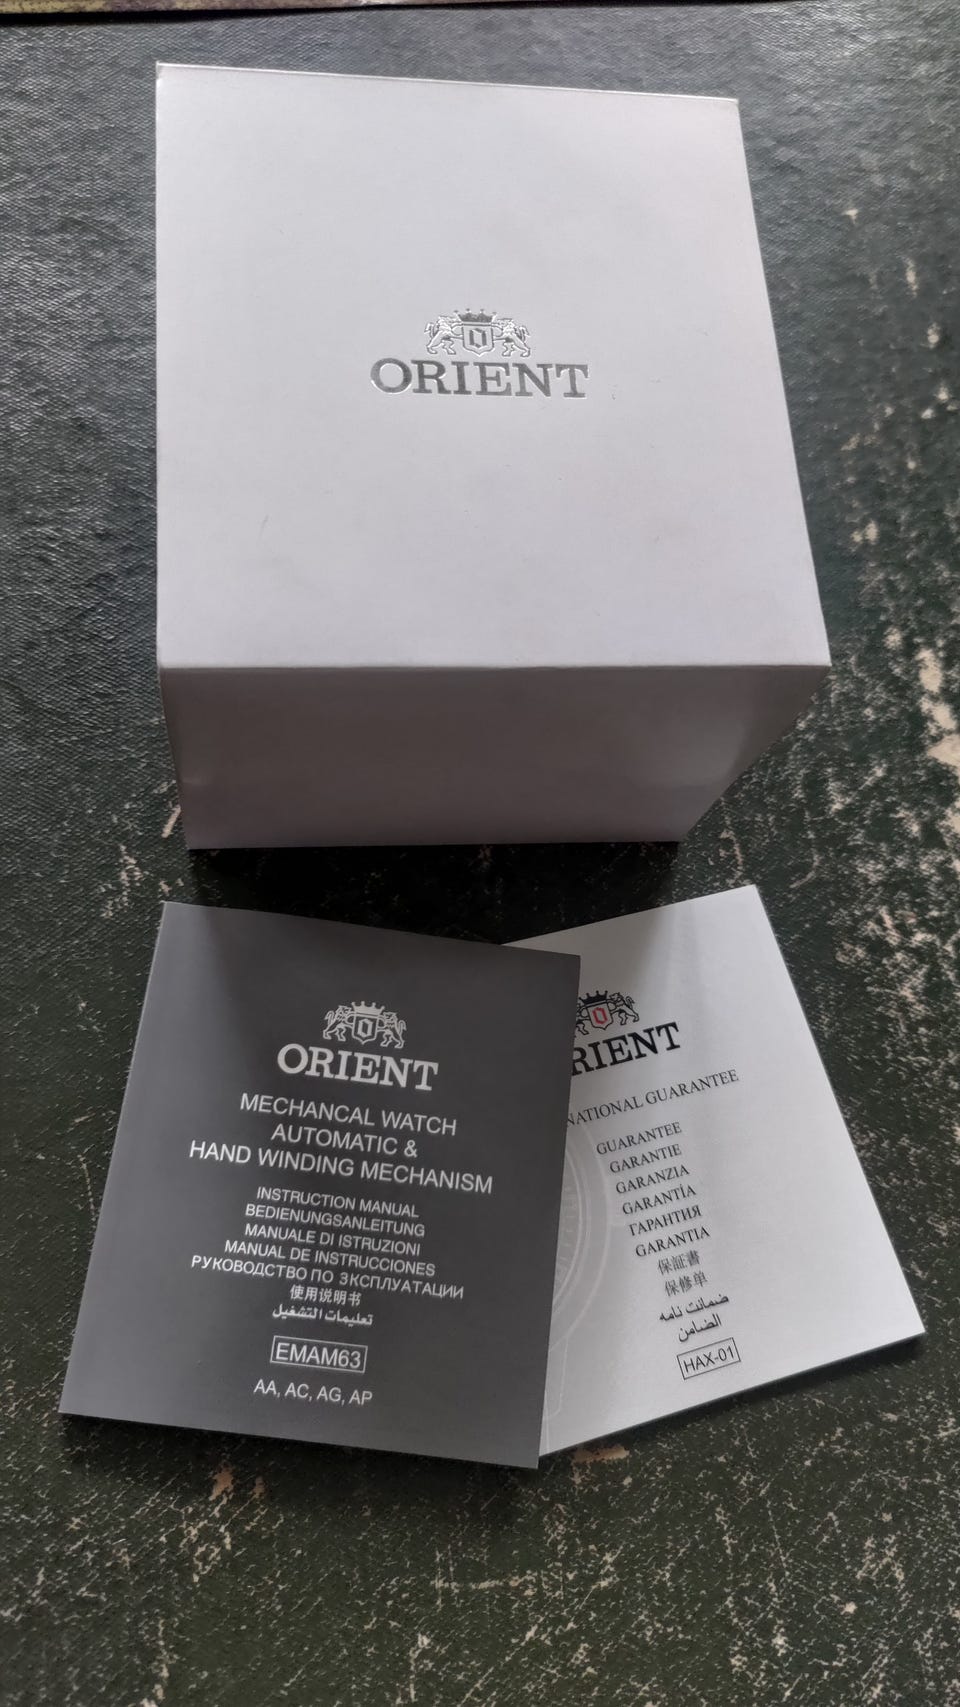 ORIENT
ORIENT
MECHANCAL WATCH
AUTOMATIC &
HAND WINDING MECHANISM
INSTRUCTION MANUAL
BEDIENUNGSANLEITUNG
MANUALE DI ISTRUZIONI
MANUAL DE INSTRUCCIONES
РУКОВОДСТВО ПО ЗКСПЛУАТАЦИИ
使用说明书
تعليمات التشغيل
EMAM63
AA, AC, AG, AP
RIENT
NATIONAL GUARANTEE
GUARANTEE
GARANTIE
GARANZIA
GARANTÍA
ГАРАНТИЯ
GARANTIA
保証書
保修单
ضمانت نامه
الضامن
HAX-01